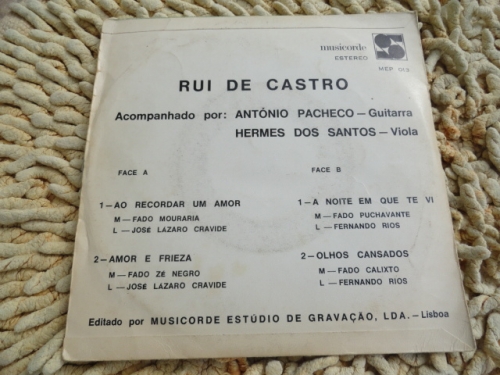 musicorde
ESTEREO
RUI DE CASTRO
Acompanhado por: ANTÓNIO PACHECO — Guitarra
HERMES DOS SANTOS — Viola
FACE A
1 — AO RECORDAR UM AMOR
M — FADO MOURARIA
L — JOSÉ LÁZARO CRAVIDE
2 — AMOR E FRIEZA
M — FADO ZÉ NEGRO
L — JOSÉ LÁZARO CRAVIDE
FACE B
1 — A NOITE EM QUE TE VI
M — FADO PUCHAVANTE
L — FERNANDO RIOS
2 — OLHOS CANSADOS
M — FADO CALIXTO
L — FERNANDO RIOS
Editado por MUSICORDE ESTÚDIO DE GRAVAÇÃO, LDA. — Lisboa